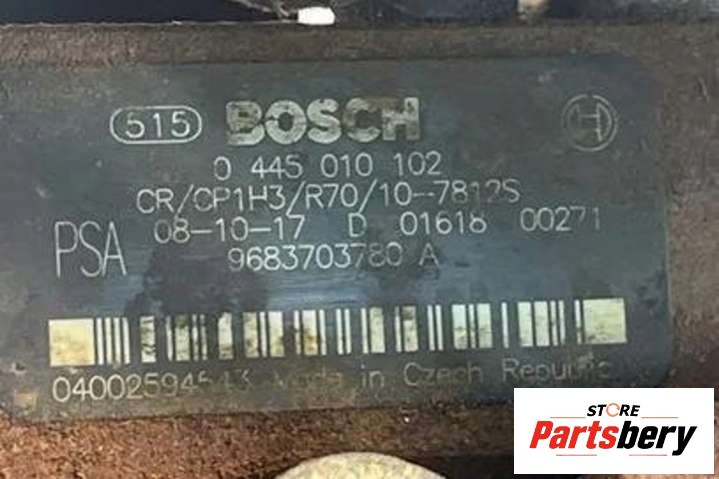 515 BOSCH
0 445 010 102
CR/CP1H3/R70/10-7812S
PSA 08-10-17 D 01618 00271
9683703780 A
Made in Czech Republic
STORE
Partsbery